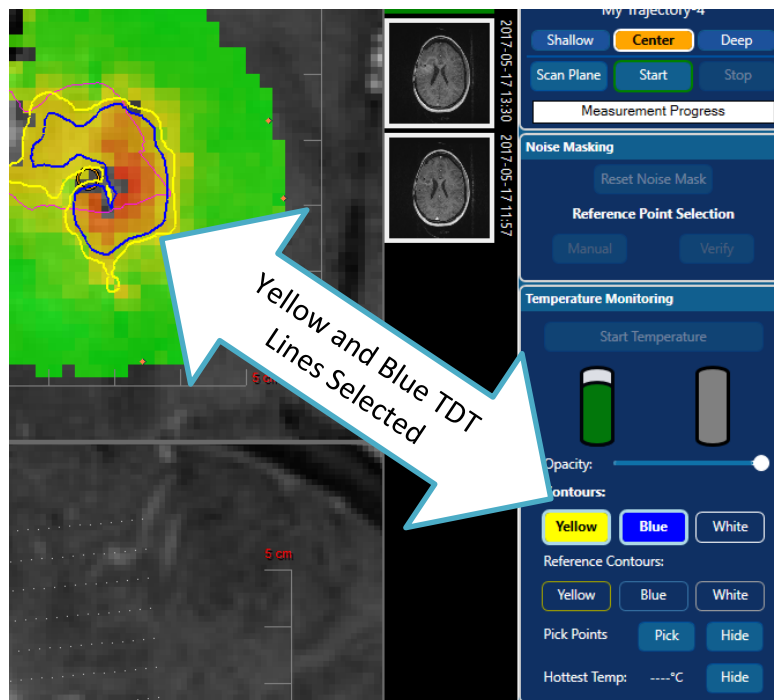 My Trajectory-4
Shallow
Center
Deep
Scan Plane
Start
Stop
Measurement Progress
Noise Masking
Reset Noise Mask
Reference Point Selection
Manual
Verify
Temperature Monitoring
Start Temperature
Opacity:
Contours:
Yellow
Blue
White
Reference Contours:
Yellow
Blue
White
Pick Points
Pick
Hide
Hottest Temp:
----°C
Hide
2017-05-17 13:30
2017-05-17 11:57
Yellow and Blue TDT
Lines Selected
5 cm
5 cm